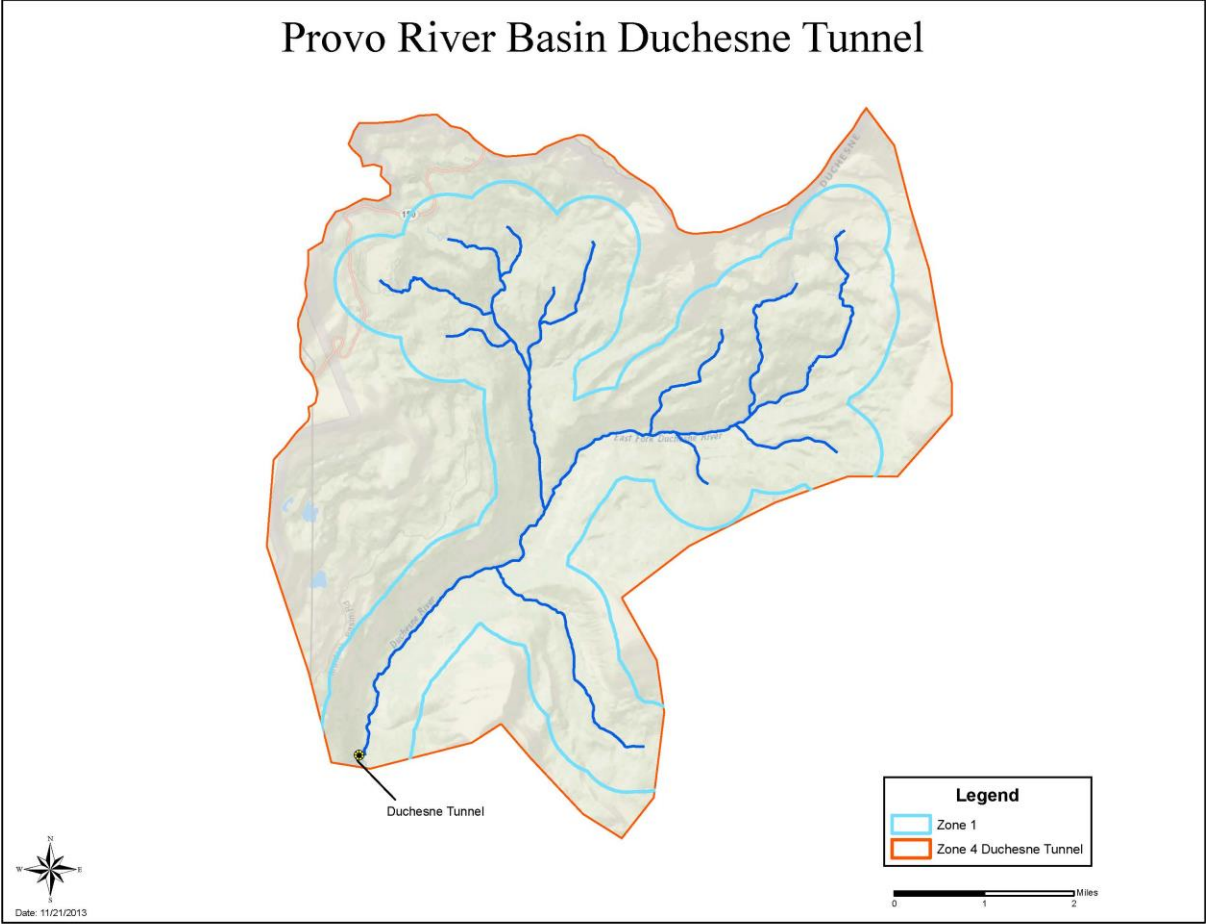 Provo River Basin Duchesne Tunnel
DUCHESNE
150
East Fork Duchesne River
Duchesne River
Duchesne Tunnel
Legend
Zone 1
Zone 4 Duchesne Tunnel
Miles
0 1 2
N
W E
S
Date: 11/21/2013